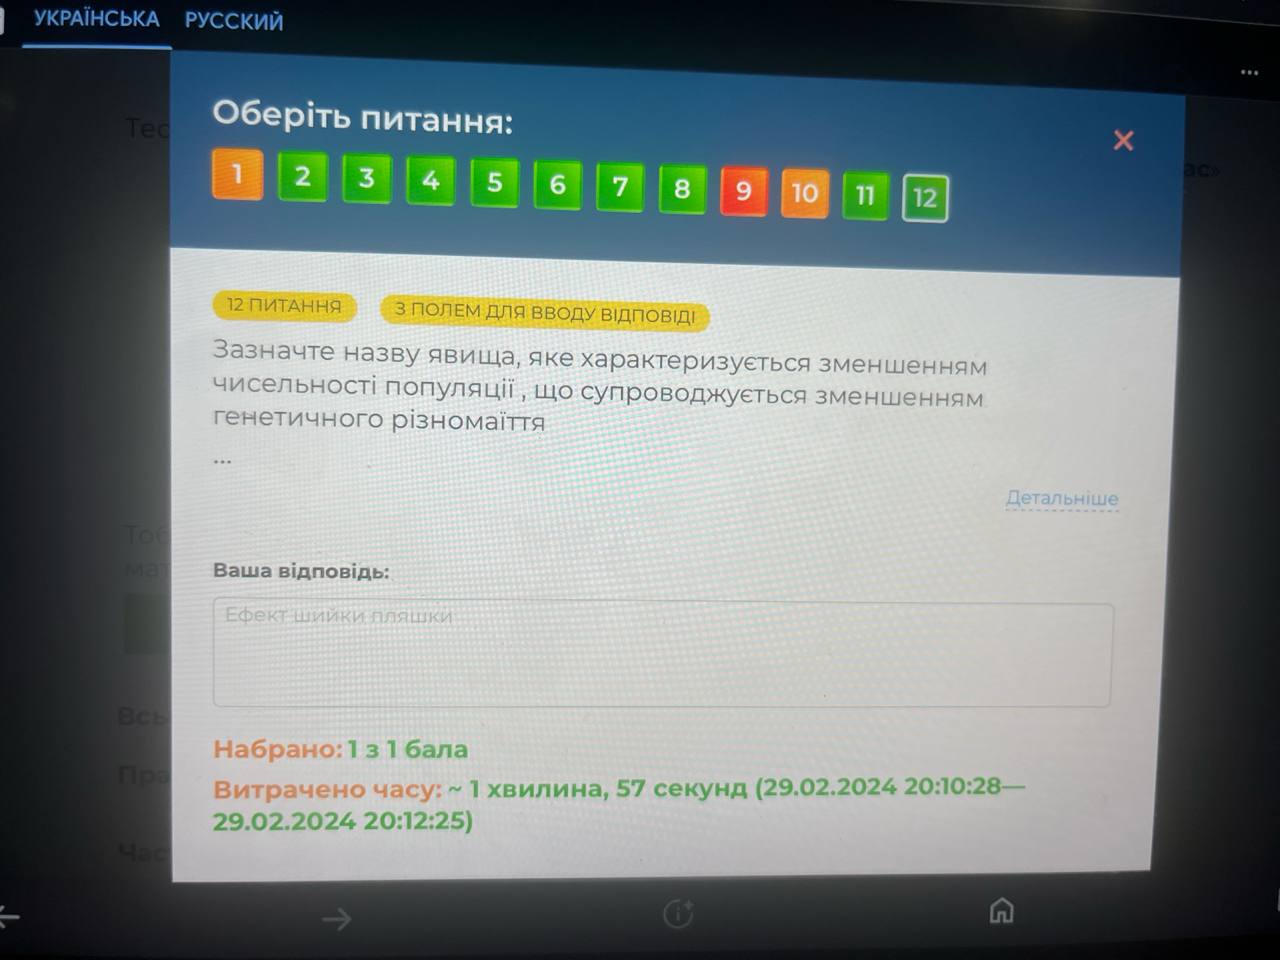 УКРАЇНСЬКА РУССКИЙ
Оберіть питання:
1 2 3 4 5 6 7 8 9 10 11 12
12 ПИТАННЯ З ПОЛЕМ ДЛЯ ВВОДУ ВІДПОВІДІ
Зазначте назву явища, яке характеризується зменшенням
чисельності популяції , що супроводжується зменшенням
генетичного різномаїття
...
Детальніше
Ваша відповідь:
Ефект шийки пляшки
Набрано: 1 з 1 бала
Витрачено часу: ~ 1 хвилина, 57 секунд (29.02.2024 20:10:28—
29.02.2024 20:12:25)